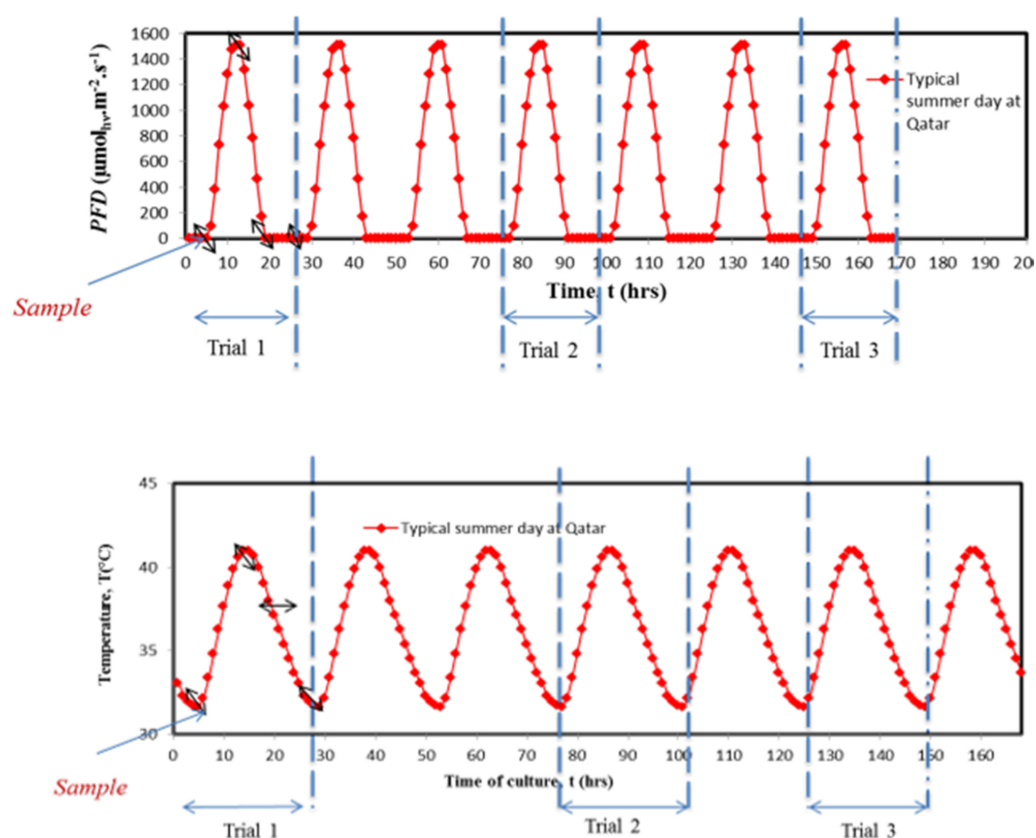 1600
1400
1200
1000
800
600
400
200
0
PFD (µmol_hν.m⁻².s⁻¹)
Typical
summer day at
Qatar
0 10 20 30 40 50 60 70 80 90 100 110 120 130 140 150 160 170 180 190 20
Time, t (hrs)
Sample
Trial 1
Trial 2
Trial 3
45
40
35
30
Temperature, T(°C)
Typical summer day at Qatar
0 10 20 30 40 50 60 70 80 90 100 110 120 130 140 150 160
Time of culture, t (hrs)
Sample
Trial 1
Trial 2
Trial 3